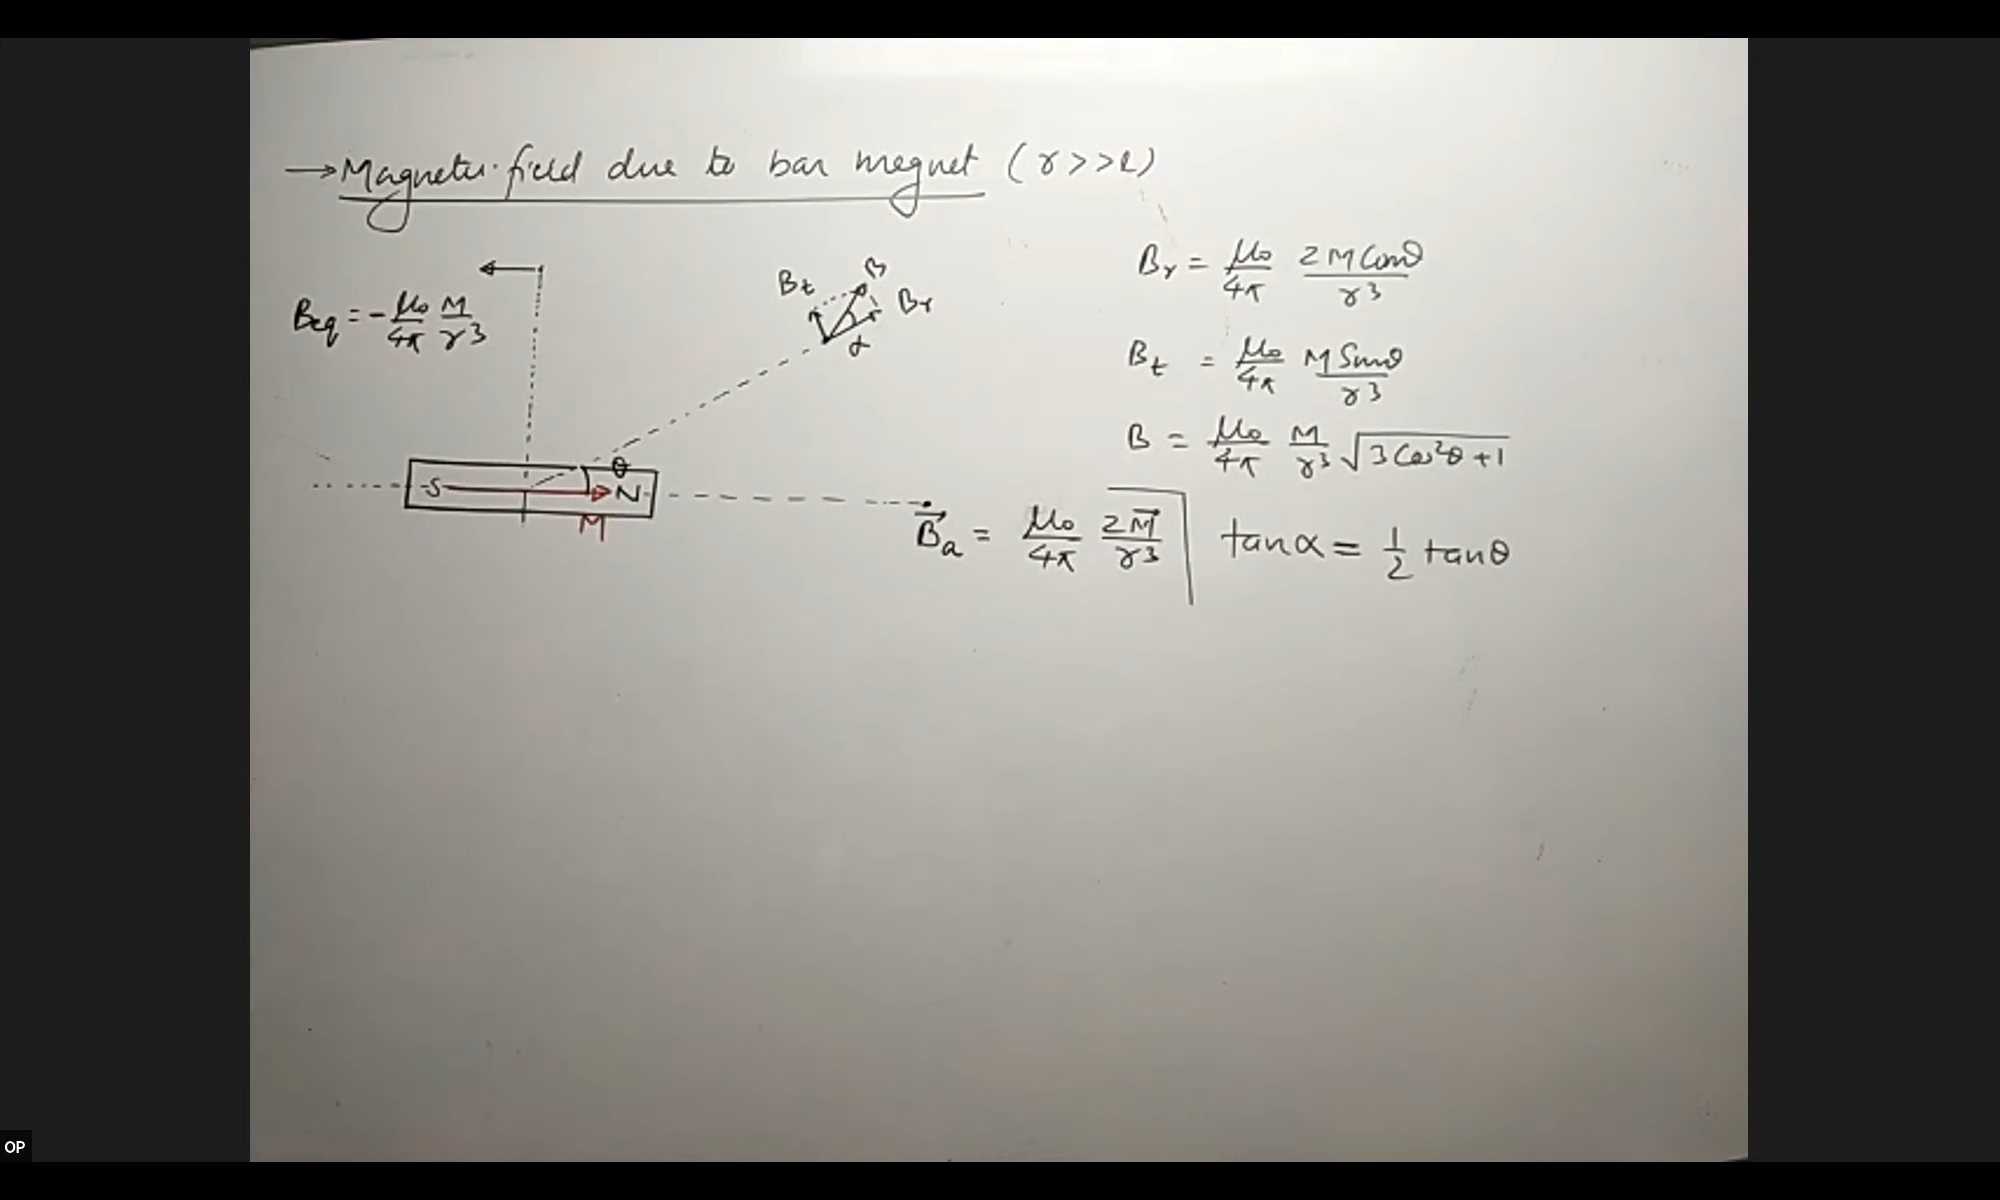 → Magnetic field due to bar megnet (r>>l)
Beq = - μ₀/4π M/r³
Bt
B
Br
α
S
θ
N
M
B⃗a = μ₀/4π 2M⃗/r³
Br = μ₀/4π 2M Cosθ/r³
Bt = μ₀/4π M Sinθ/r³
B = μ₀/4π M/r³ √3Cos²θ+1
tanα = 1/2 tanθ
OP